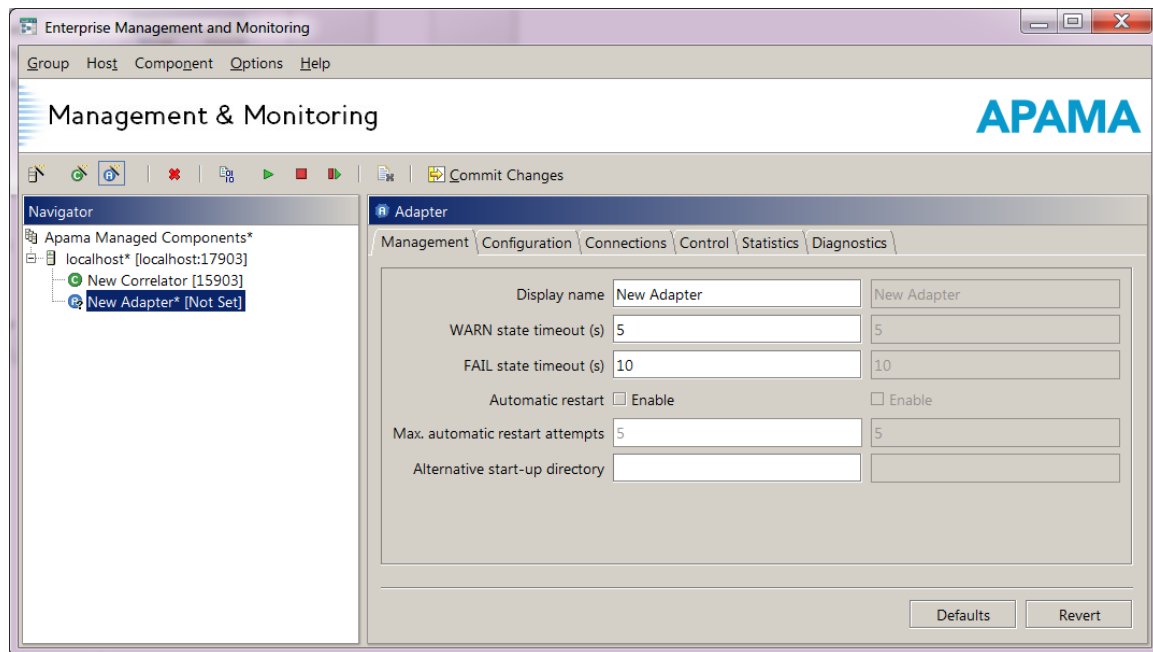 Enterprise Management and Monitoring
Group Host Component Options Help
Management & Monitoring
APAMA
Commit Changes
Navigator
Adapter
Apama Managed Components*
Management Configuration Connections Control Statistics Diagnostics
localhost* [localhost:17903]
New Correlator [15903]
New Adapter* [Not Set]
Display name New Adapter New Adapter
WARN state timeout (s) 5 5
FAIL state timeout (s) 10 10
Automatic restart Enable Enable
Max. automatic restart attempts 5 5
Alternative start-up directory
Defaults Revert